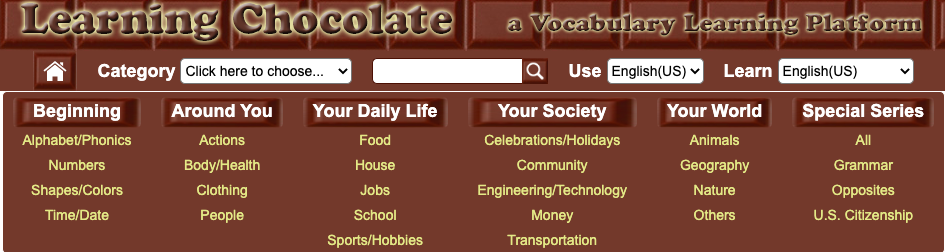 Learning Chocolate a Vocabulary Learning Platform
Category Click here to choose... Use English(US) Learn English(US)
Beginning Around You Your Daily Life Your Society Your World Special Series
Alphabet/Phonics Actions Food Celebrations/Holidays Animals All
Numbers Body/Health House Community Geography Grammar
Shapes/Colors Clothing Jobs Engineering/Technology Nature Opposites
Time/Date People School Money Others U.S. Citizenship
Sports/Hobbies Transportation